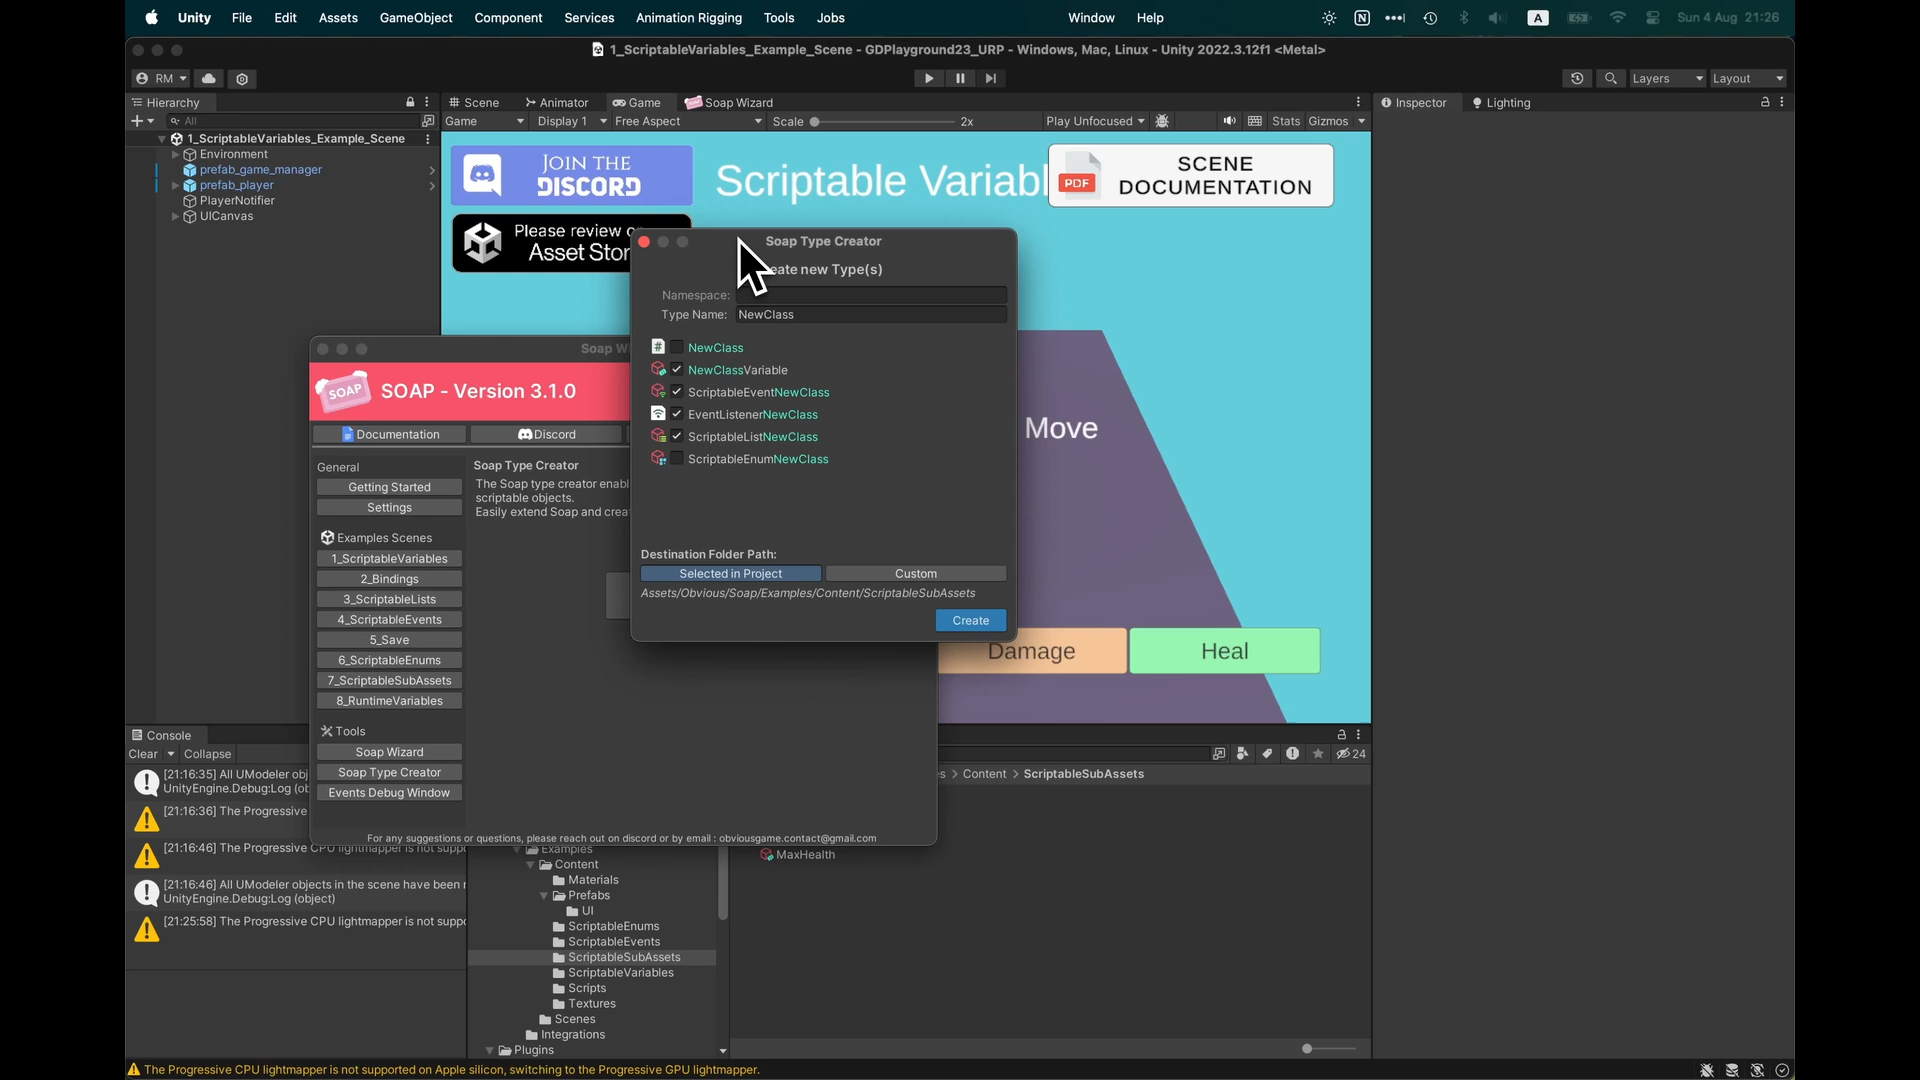 Unity File Edit Assets GameObject Component Services Animation Rigging Tools Jobs Window Help
A Sun 4 Aug 21:26
1_ScriptableVariables_Example_Scene - GDPlayground23_URP - Windows, Mac, Linux - Unity 2022.3.12f1 <Metal>
RM Layers Layout
Hierarchy
All
1_ScriptableVariables_Example_Scene
Environment
prefab_game_manager
prefab_player
PlayerNotifier
UICanvas
Scene Animator Game Soap Wizard
Game Display 1 Free Aspect Scale 2x Play Unfocused Stats Gizmos
Inspector Lighting
JOIN THE
DISCORD
Scriptable Variabl
PDF
SCENE
DOCUMENTATION
Please review o
Asset Stor
Move
Damage
Heal
Soap Type Creator
eate new Type(s)
Namespace:
Type Name: NewClass
NewClass
NewClassVariable
ScriptableEventNewClass
EventListenerNewClass
ScriptableListNewClass
ScriptableEnumNewClass
Destination Folder Path:
Selected in Project Custom
Assets/Obvious/Soap/Examples/Content/ScriptableSubAssets
Create
Soap Wi
SOAP
SOAP - Version 3.1.0
Documentation Discord
General
Getting Started
Settings
Examples Scenes
1_ScriptableVariables
2_Bindings
3_ScriptableLists
4_ScriptableEvents
5_Save
6_ScriptableEnums
7_ScriptableSubAssets
8_RuntimeVariables
Tools
Soap Wizard
Soap Type Creator
Events Debug Window
Soap Type Creator
The Soap type creator enabl
scriptable objects.
Easily extend Soap and crea
For any suggestions or questions, please reach out on discord or by email : obviousgame.contact@gmail.com
Console
Clear Collapse
[21:16:35] All UModeler obj
UnityEngine.Debug:Log (ob
[21:16:36] The Progressive
[21:16:46] The Progressive CPU lightmapper is not suppo
[21:16:46] All UModeler objects in the scene have been r
UnityEngine.Debug:Log (object)
[21:25:58] The Progressive CPU lightmapper is not suppo
24
es > Content > ScriptableSubAssets
MaxHealth
Examples
Content
Materials
Prefabs
UI
ScriptableEnums
ScriptableEvents
ScriptableSubAssets
ScriptableVariables
Scripts
Textures
Scenes
Integrations
Plugins
The Progressive CPU lightmapper is not supported on Apple silicon, switching to the Progressive GPU lightmapper.